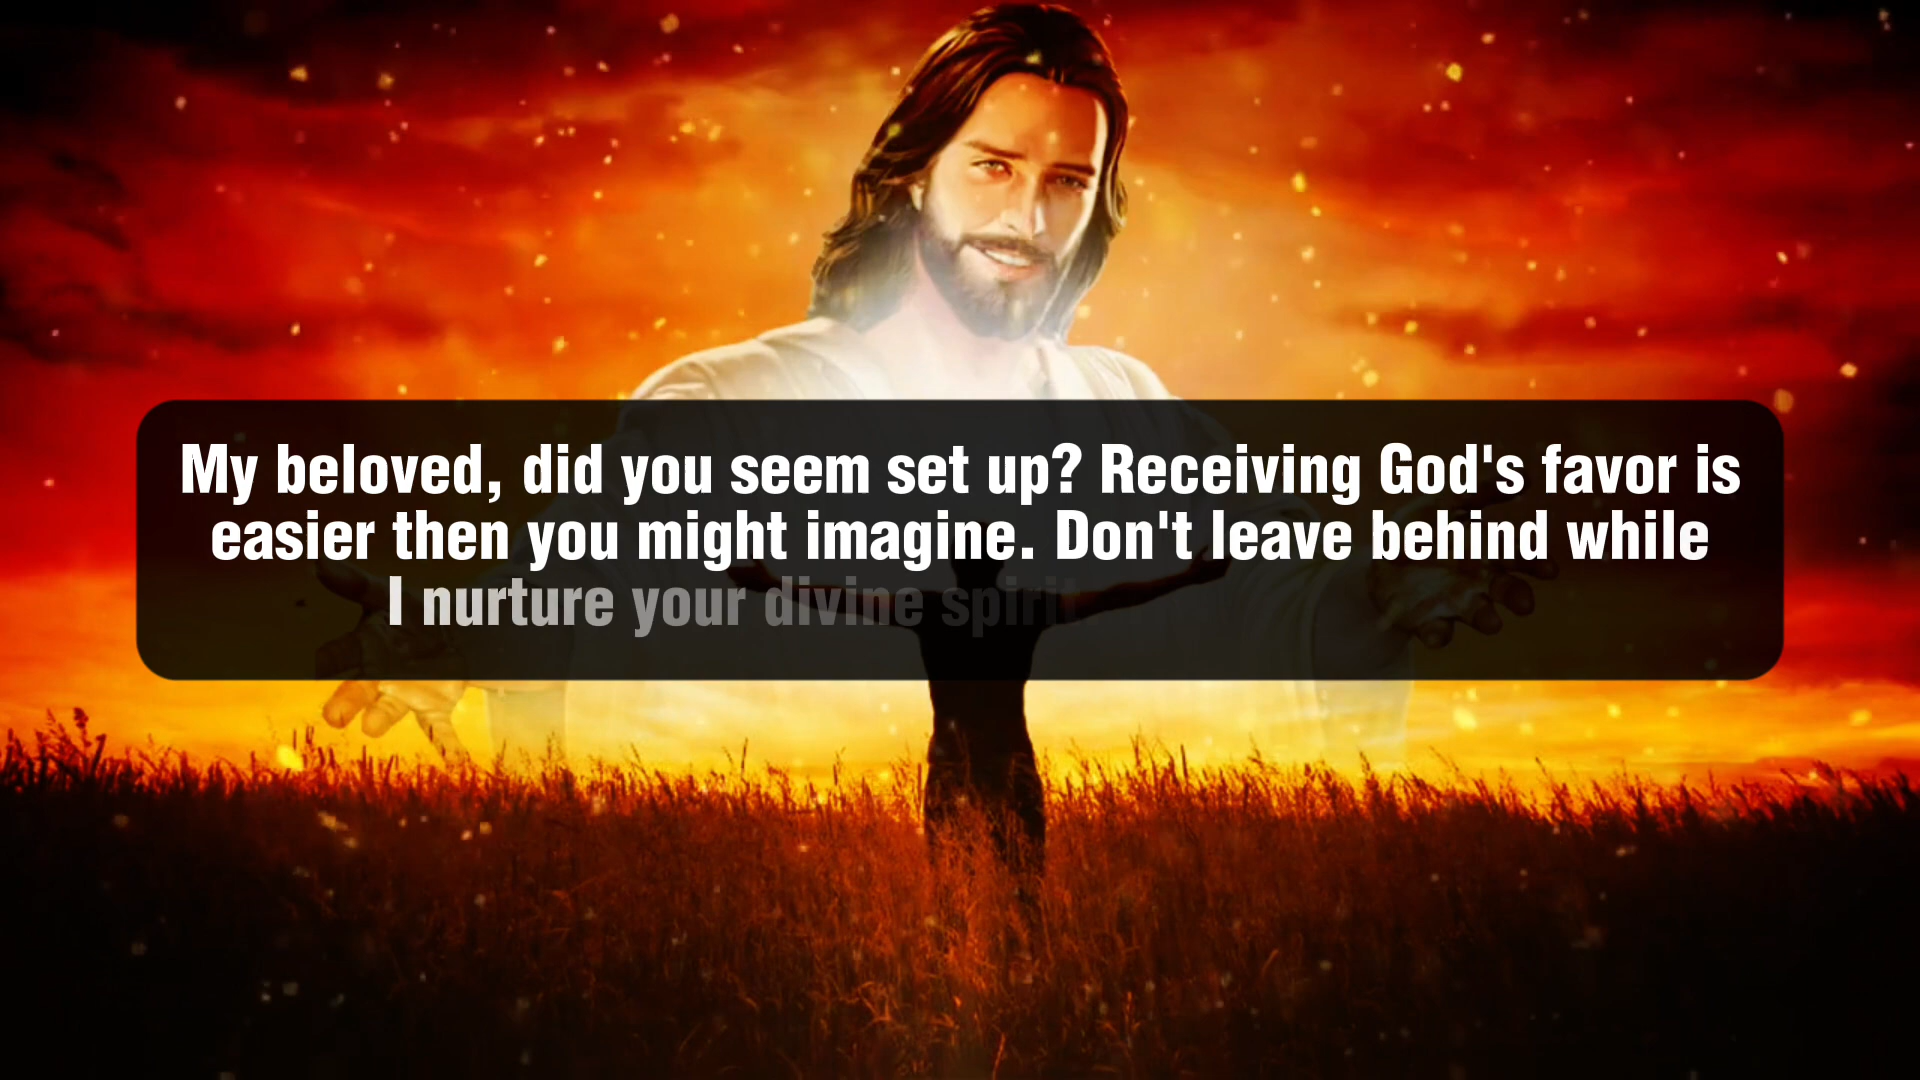 My beloved, did you seem set up? Receiving God's favor is
easier then you might imagine. Don't leave behind while
I nurture your divine spirit